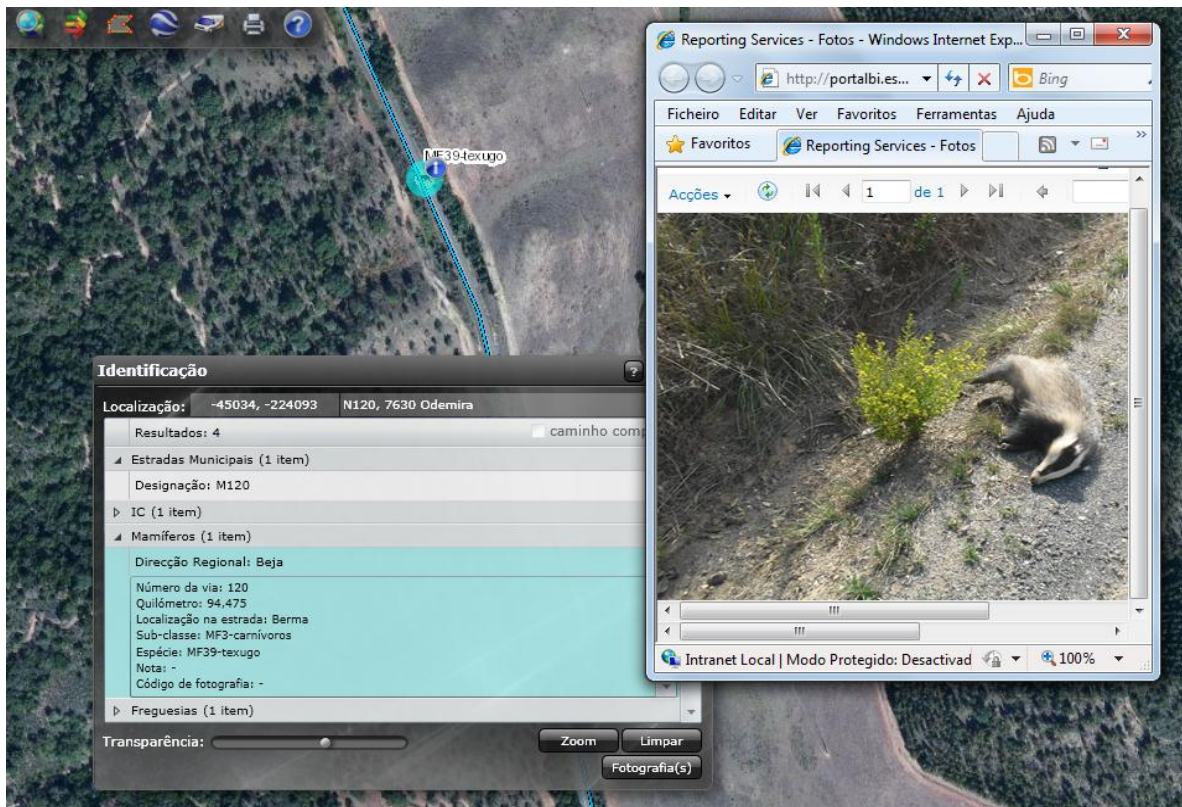 MF39-texugo
Identificação
?
Localização: -45034, -224093 N120, 7630 Odemira
Resultados: 4
caminho comp
Estradas Municipais (1 item)
Designação: M120
IC (1 item)
Mamíferos (1 item)
Direcção Regional: Beja
Número da via: 120
Quilómetro: 94,475
Localização na estrada: Berma
Sub-classe: MF3-carnívoros
Espécie: MF39-texugo
Nota: -
Código de fotografia: -
Freguesias (1 item)
Transparência:
Zoom Limpar
Fotografia(s)
Reporting Services - Fotos - Windows Internet Exp...
http://portalbi.es... Bing
Ficheiro Editar Ver Favoritos Ferramentas Ajuda
Favoritos Reporting Services - Fotos
Acções 1 de 1
Intranet Local | Modo Protegido: Desactivad 100%